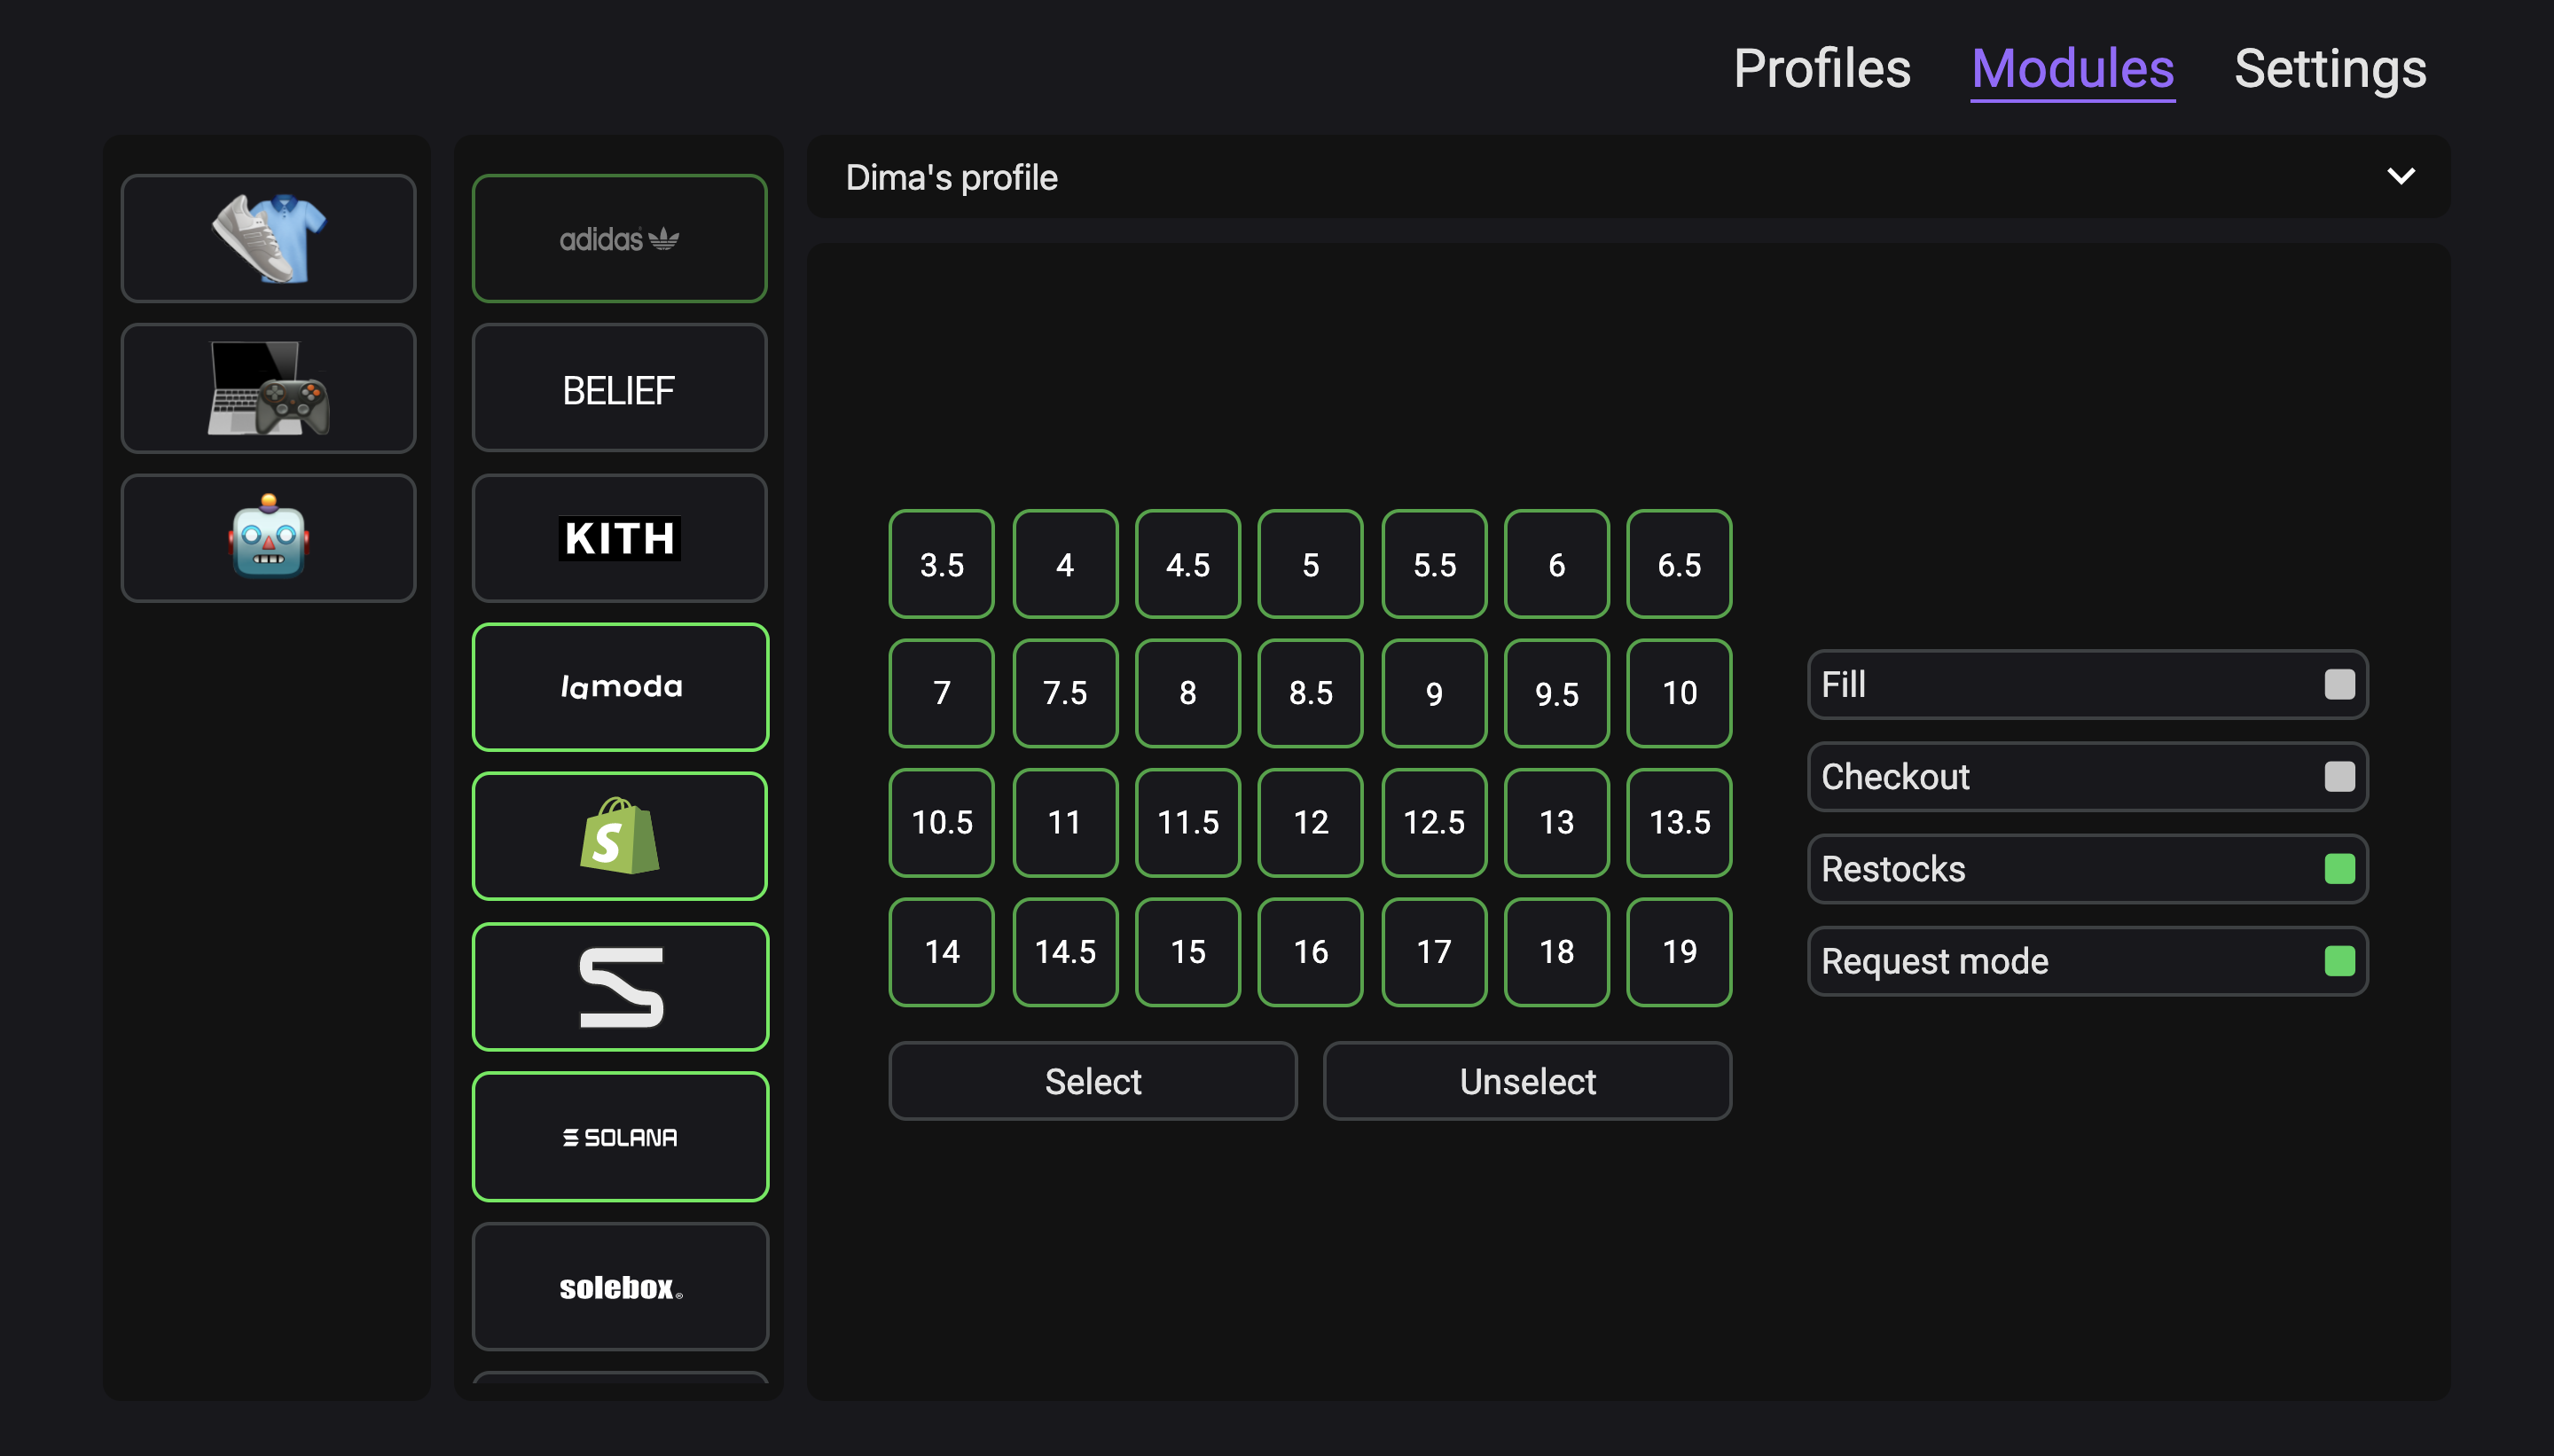 Profiles Modules Settings
Dima's profile
adidas
BELIEF
KITH
lamoda
S
SOLANA
solebox®
3.5 4 4.5 5 5.5 6 6.5
7 7.5 8 8.5 9 9.5 10
10.5 11 11.5 12 12.5 13 13.5
14 14.5 15 16 17 18 19
Select Unselect
Fill
Checkout
Restocks
Request mode